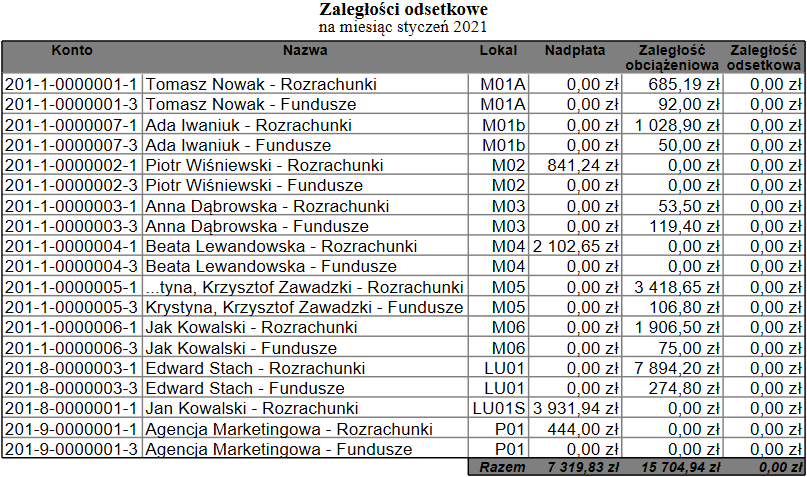 Zaległości odsetkowe
na miesiąc styczeń 2021
Konto Nazwa Lokal Nadpłata Zaległość obciążeniowa Zaległość odsetkowa
201-1-0000001-1 Tomasz Nowak - Rozrachunki M01A 0,00 zł 685,19 zł 0,00 zł
201-1-0000001-3 Tomasz Nowak - Fundusze M01A 0,00 zł 92,00 zł 0,00 zł
201-1-0000007-1 Ada Iwaniuk - Rozrachunki M01b 0,00 zł 1 028,90 zł 0,00 zł
201-1-0000007-3 Ada Iwaniuk - Fundusze M01b 0,00 zł 50,00 zł 0,00 zł
201-1-0000002-1 Piotr Wiśniewski - Rozrachunki M02 841,24 zł 0,00 zł 0,00 zł
201-1-0000002-3 Piotr Wiśniewski - Fundusze M02 0,00 zł 0,00 zł 0,00 zł
201-1-0000003-1 Anna Dąbrowska - Rozrachunki M03 0,00 zł 53,50 zł 0,00 zł
201-1-0000003-3 Anna Dąbrowska - Fundusze M03 0,00 zł 119,40 zł 0,00 zł
201-1-0000004-1 Beata Lewandowska - Rozrachunki M04 2 102,65 zł 0,00 zł 0,00 zł
201-1-0000004-3 Beata Lewandowska - Fundusze M04 0,00 zł 0,00 zł 0,00 zł
201-1-0000005-1 ...tyna, Krzysztof Zawadzki - Rozrachunki M05 0,00 zł 3 418,65 zł 0,00 zł
201-1-0000005-3 Krystyna, Krzysztof Zawadzki - Fundusze M05 0,00 zł 106,80 zł 0,00 zł
201-1-0000006-1 Jak Kowalski - Rozrachunki M06 0,00 zł 1 906,50 zł 0,00 zł
201-1-0000006-3 Jak Kowalski - Fundusze M06 0,00 zł 75,00 zł 0,00 zł
201-8-0000003-1 Edward Stach - Rozrachunki LU01 0,00 zł 7 894,20 zł 0,00 zł
201-8-0000003-3 Edward Stach - Fundusze LU01 0,00 zł 274,80 zł 0,00 zł
201-8-0000001-1 Jan Kowalski - Rozrachunki LU01S 3 931,94 zł 0,00 zł 0,00 zł
201-9-0000001-1 Agencja Marketingowa - Rozrachunki P01 444,00 zł 0,00 zł 0,00 zł
201-9-0000001-3 Agencja Marketingowa - Fundusze P01 0,00 zł 0,00 zł 0,00 zł
Razem 7 319,83 zł 15 704,94 zł 0,00 zł